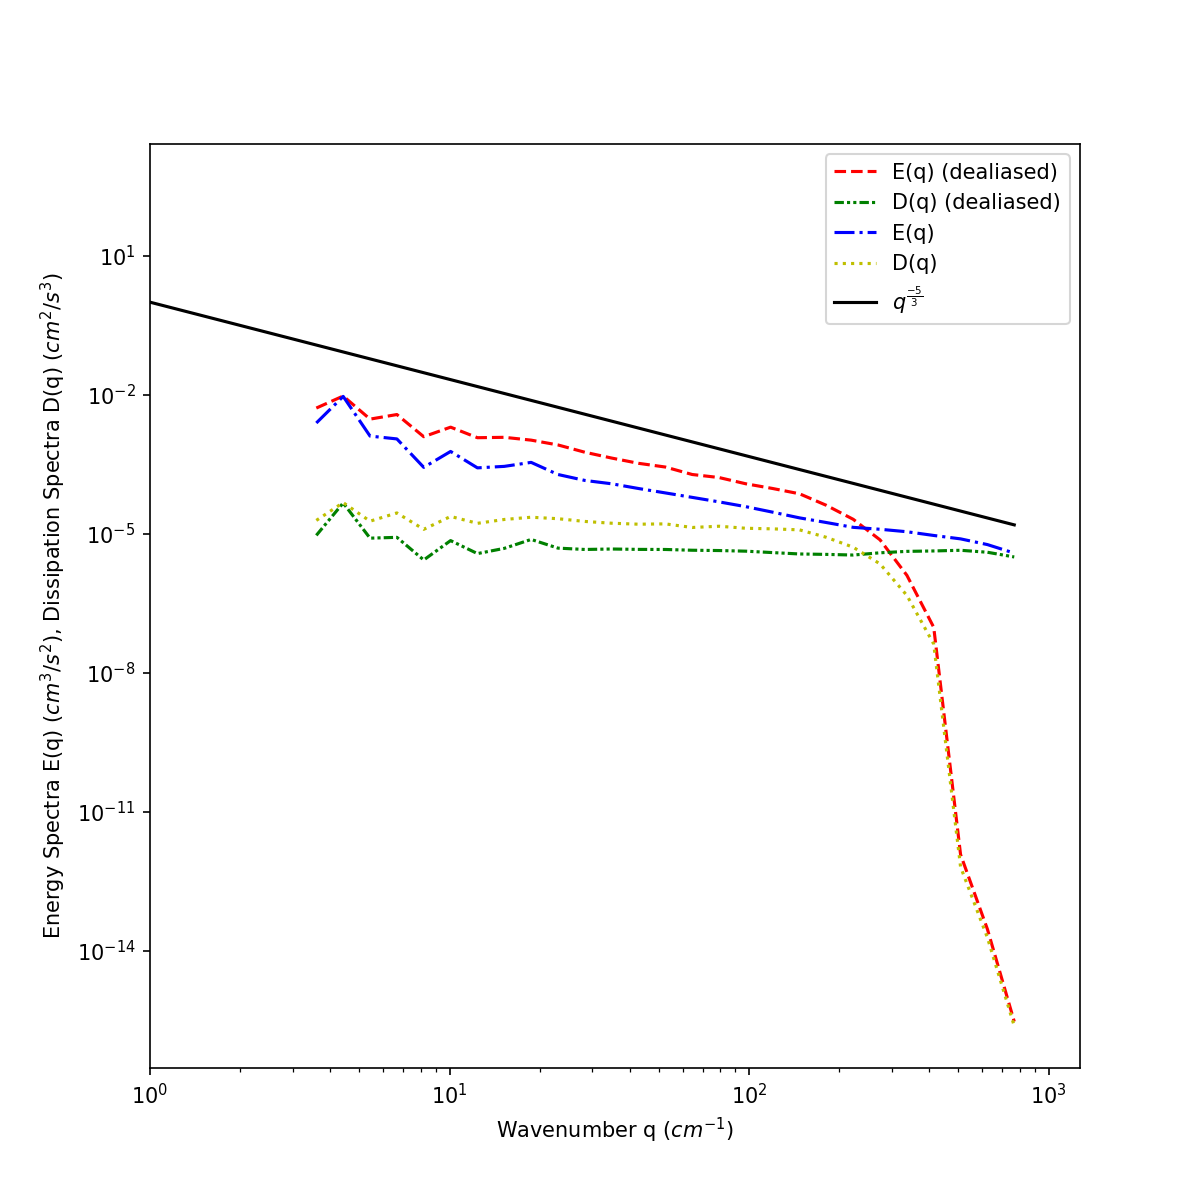 E(q) (dealiased)
D(q) (dealiased)
E(q)
D(q)
$q^{\frac{-5}{3}}$
Energy Spectra E(q) ($cm^3/s^2$), Dissipation Spectra D(q) ($cm^2/s^3$)
$10^1$
$10^{-2}$
$10^{-5}$
$10^{-8}$
$10^{-11}$
$10^{-14}$
$10^0$ $10^1$ $10^2$ $10^3$
Wavenumber q ($cm^{-1}$)